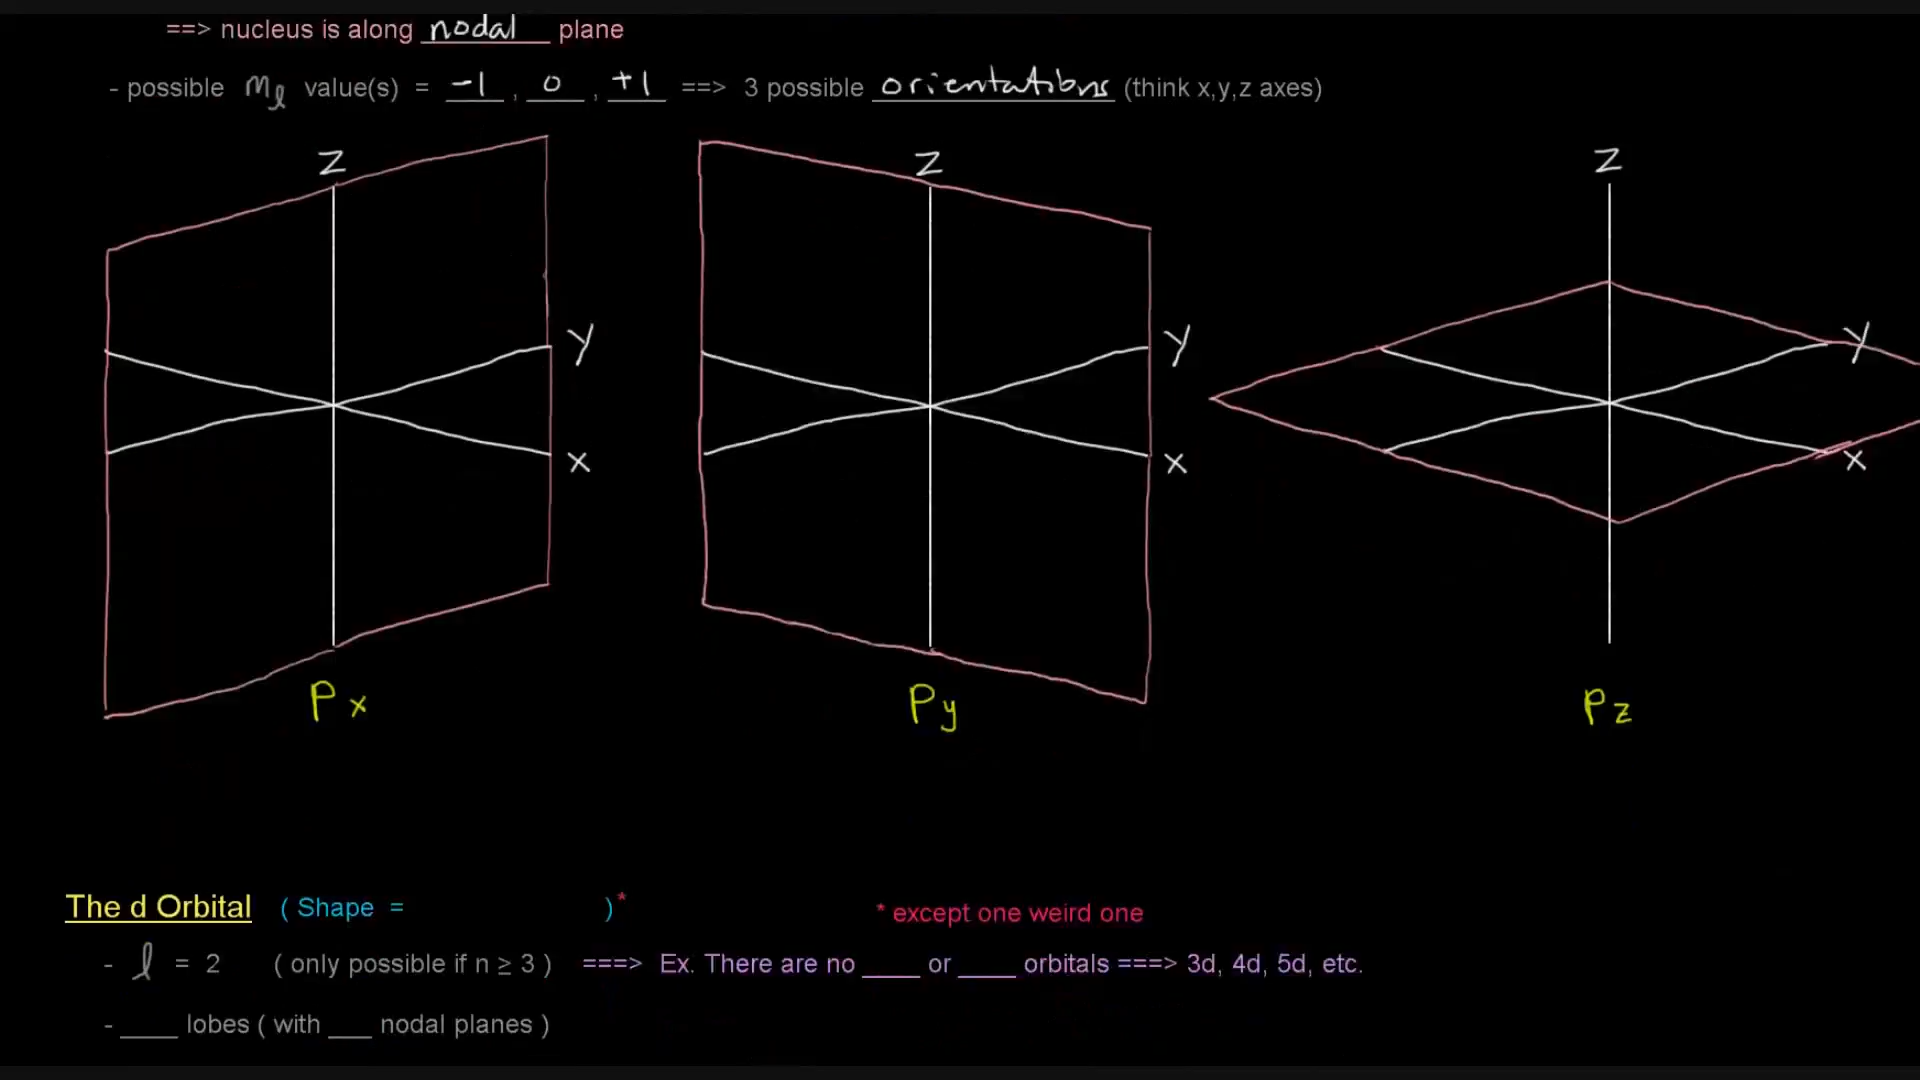 ==> nucleus is along nodal plane
- possible mℓ value(s) = -1 , 0 , +1 ==> 3 possible orientations (think x,y,z axes)
Z Z Z
Y Y Y
X X X
Px Py Pz
The d Orbital ( Shape = )* * except one weird one
- ℓ = 2 ( only possible if n ≥ 3 ) ===> Ex. There are no ____ or ____ orbitals ===> 3d, 4d, 5d, etc.
- ____ lobes ( with ___ nodal planes )